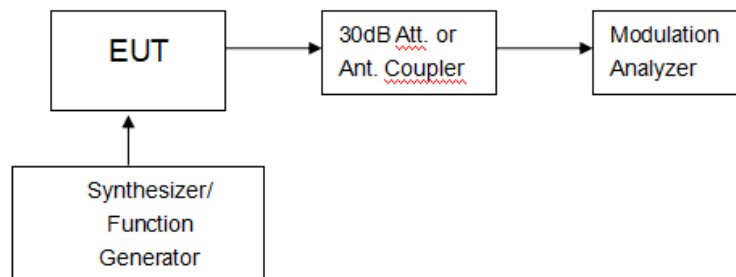 EUT
30dB Att. or
Ant. Coupler
Modulation
Analyzer
Synthesizer/
Function
Generator